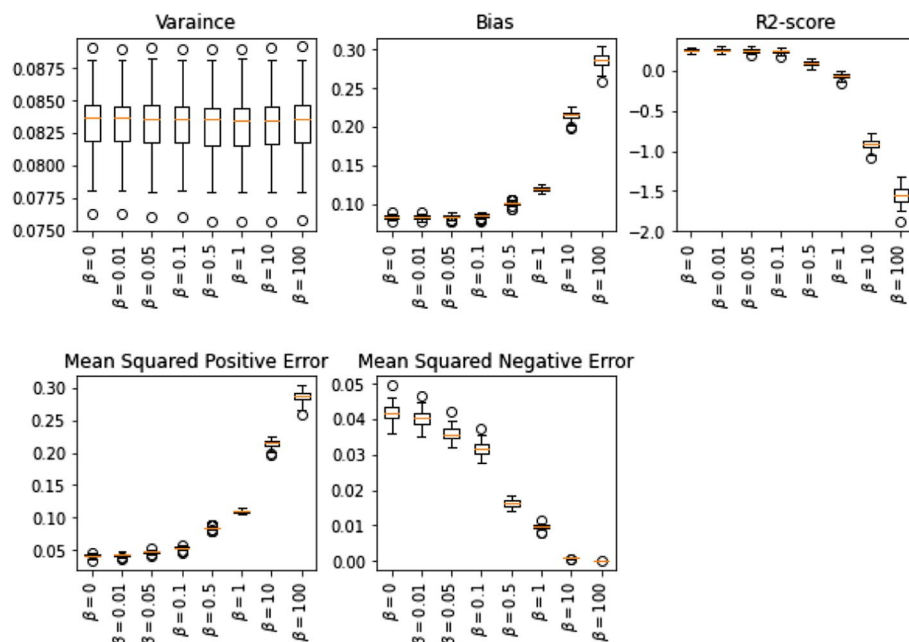 Varaince
Bias
R2-score
0.0875
0.0850
0.0825
0.0800
0.0775
0.0750
0.30
0.25
0.20
0.15
0.10
0.0
−0.5
−1.0
−1.5
−2.0
β = 0
β = 0.01
β = 0.05
β = 0.1
β = 0.5
β = 1
β = 10
β = 100
β = 0
β = 0.01
β = 0.05
β = 0.1
β = 0.5
β = 1
β = 10
β = 100
β = 0
β = 0.01
β = 0.05
β = 0.1
β = 0.5
β = 1
β = 10
β = 100
Mean Squared Positive Error
Mean Squared Negative Error
0.30
0.25
0.20
0.15
0.10
0.05
0.05
0.04
0.03
0.02
0.01
0.00
β = 0
β = 0.01
β = 0.05
β = 0.1
β = 0.5
β = 1
β = 10
β = 100
β = 0
β = 0.01
β = 0.05
β = 0.1
β = 0.5
β = 1
β = 10
β = 100